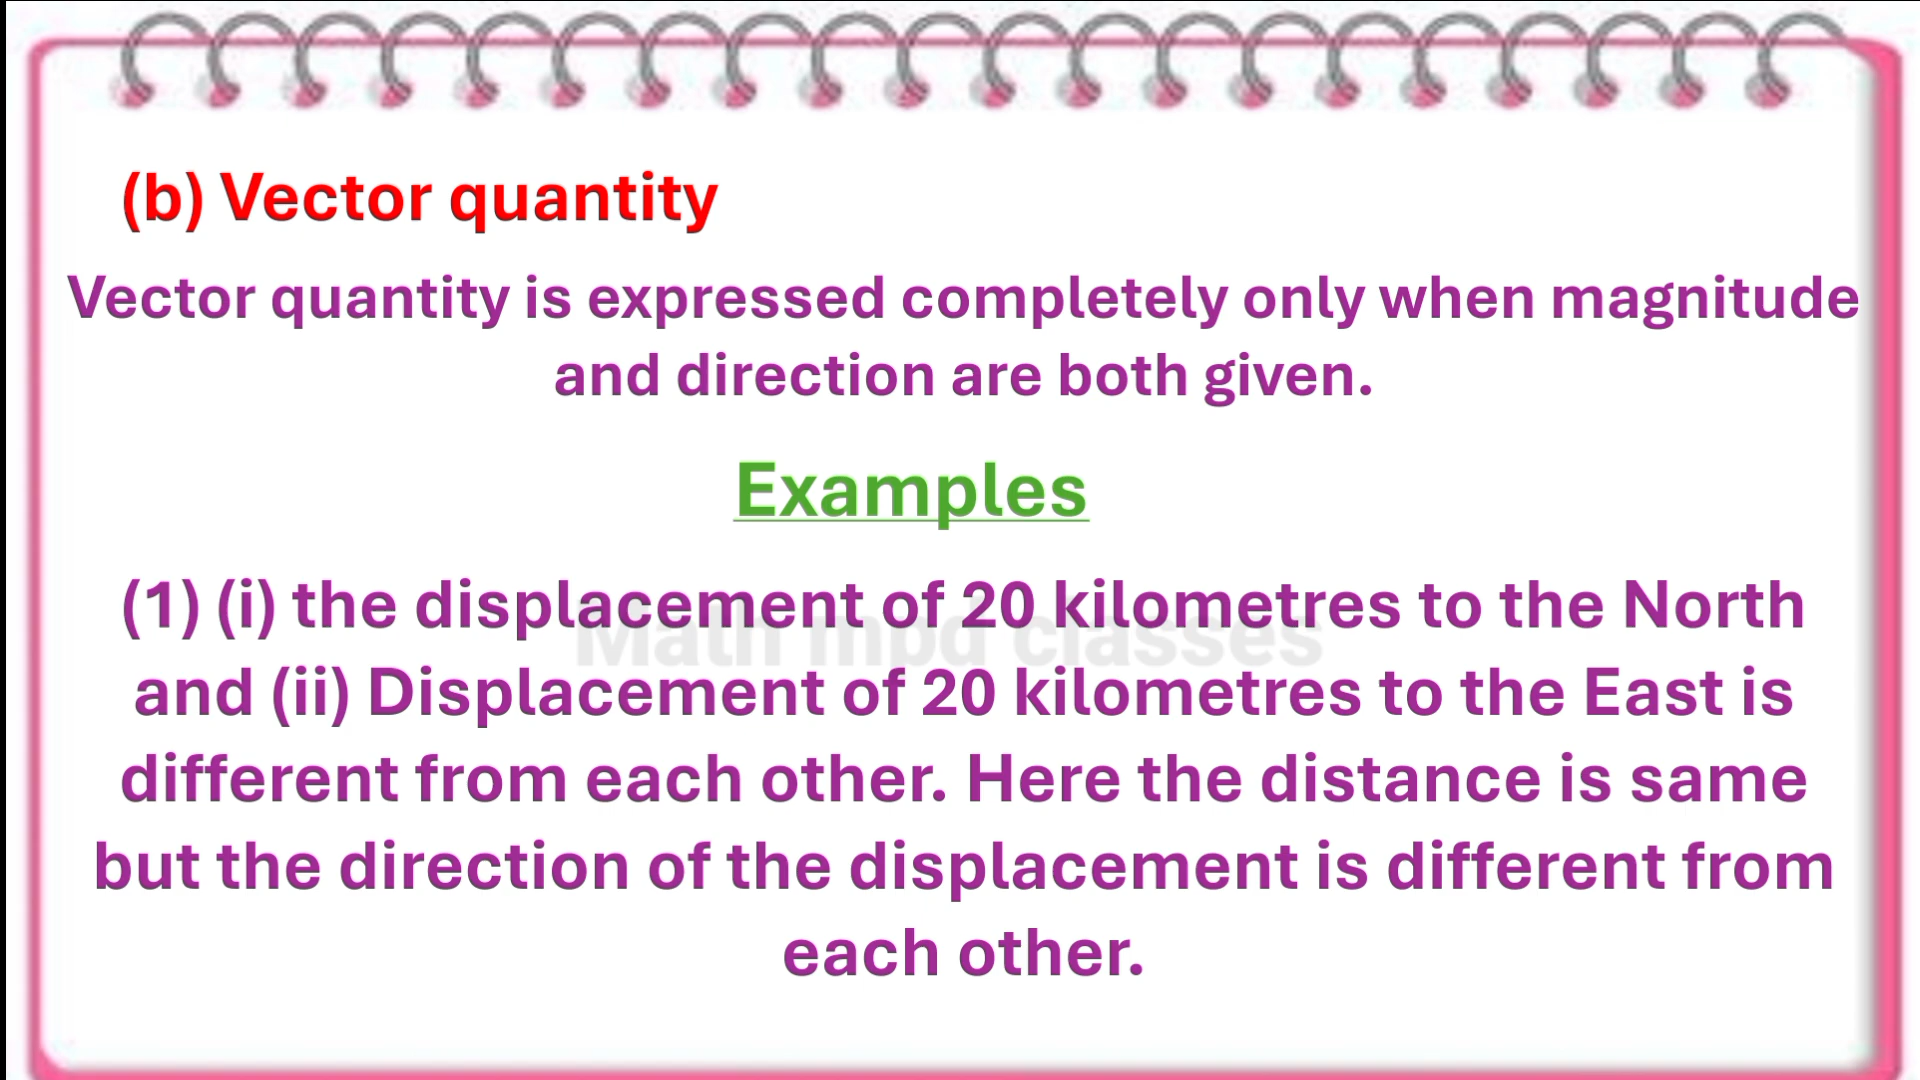 (b) Vector quantity
Vector quantity is expressed completely only when magnitude
and direction are both given.
Examples
(1) (i) the displacement of 20 kilometres to the North
Math mpd classes
and (ii) Displacement of 20 kilometres to the East is
different from each other. Here the distance is same
but the direction of the displacement is different from
each other.